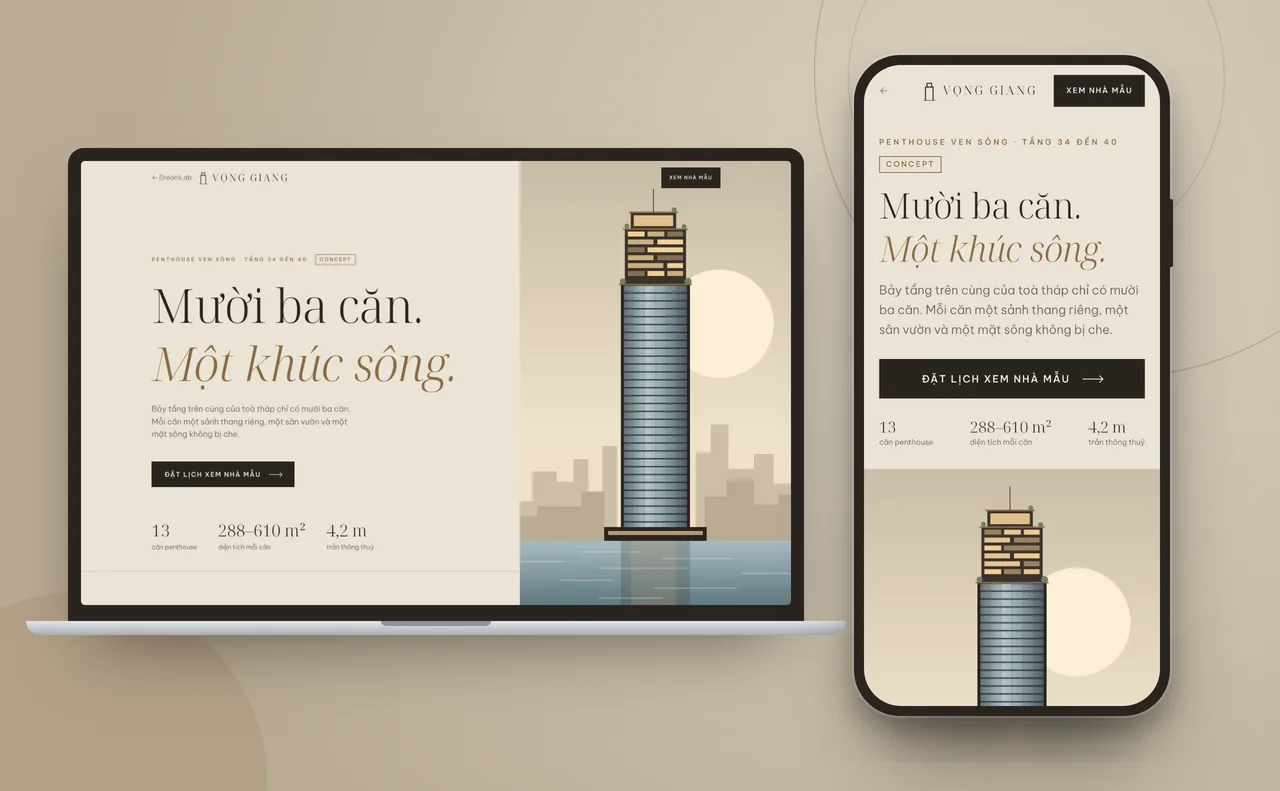 ← DreamLab VỌNG GIANG
XEM NHÀ MẪU
PENTHOUSE VEN SÔNG · TẦNG 34 ĐẾN 40 CONCEPT
Mười ba căn.
Một khúc sông.
Bảy tầng trên cùng của toà tháp chỉ có mười ba căn.
Mỗi căn một sảnh thang riêng, một sân vườn và một
mặt sông không bị che.
ĐẶT LỊCH XEM NHÀ MẪU →
13 288–610 m² 4,2 m
căn penthouse diện tích mỗi căn trần thông thuỷ
← VỌNG GIANG XEM NHÀ MẪU
PENTHOUSE VEN SÔNG · TẦNG 34 ĐẾN 40
CONCEPT
Mười ba căn.
Một khúc sông.
Bảy tầng trên cùng của toà tháp chỉ có mười
ba căn. Mỗi căn một sảnh thang riêng, một
sân vườn và một mặt sông không bị che.
ĐẶT LỊCH XEM NHÀ MẪU →
13 288–610 m² 4,2 m
căn penthouse diện tích mỗi căn trần thông thuỷ